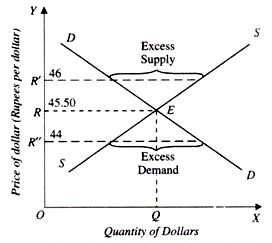 Y
D
S
Excess
Supply
R' 46
45.50
R
E
R" 44
S
Excess
Demand
D
O
Q
X
Quantity of Dollars
Price of dollar (Rupees per dollar)